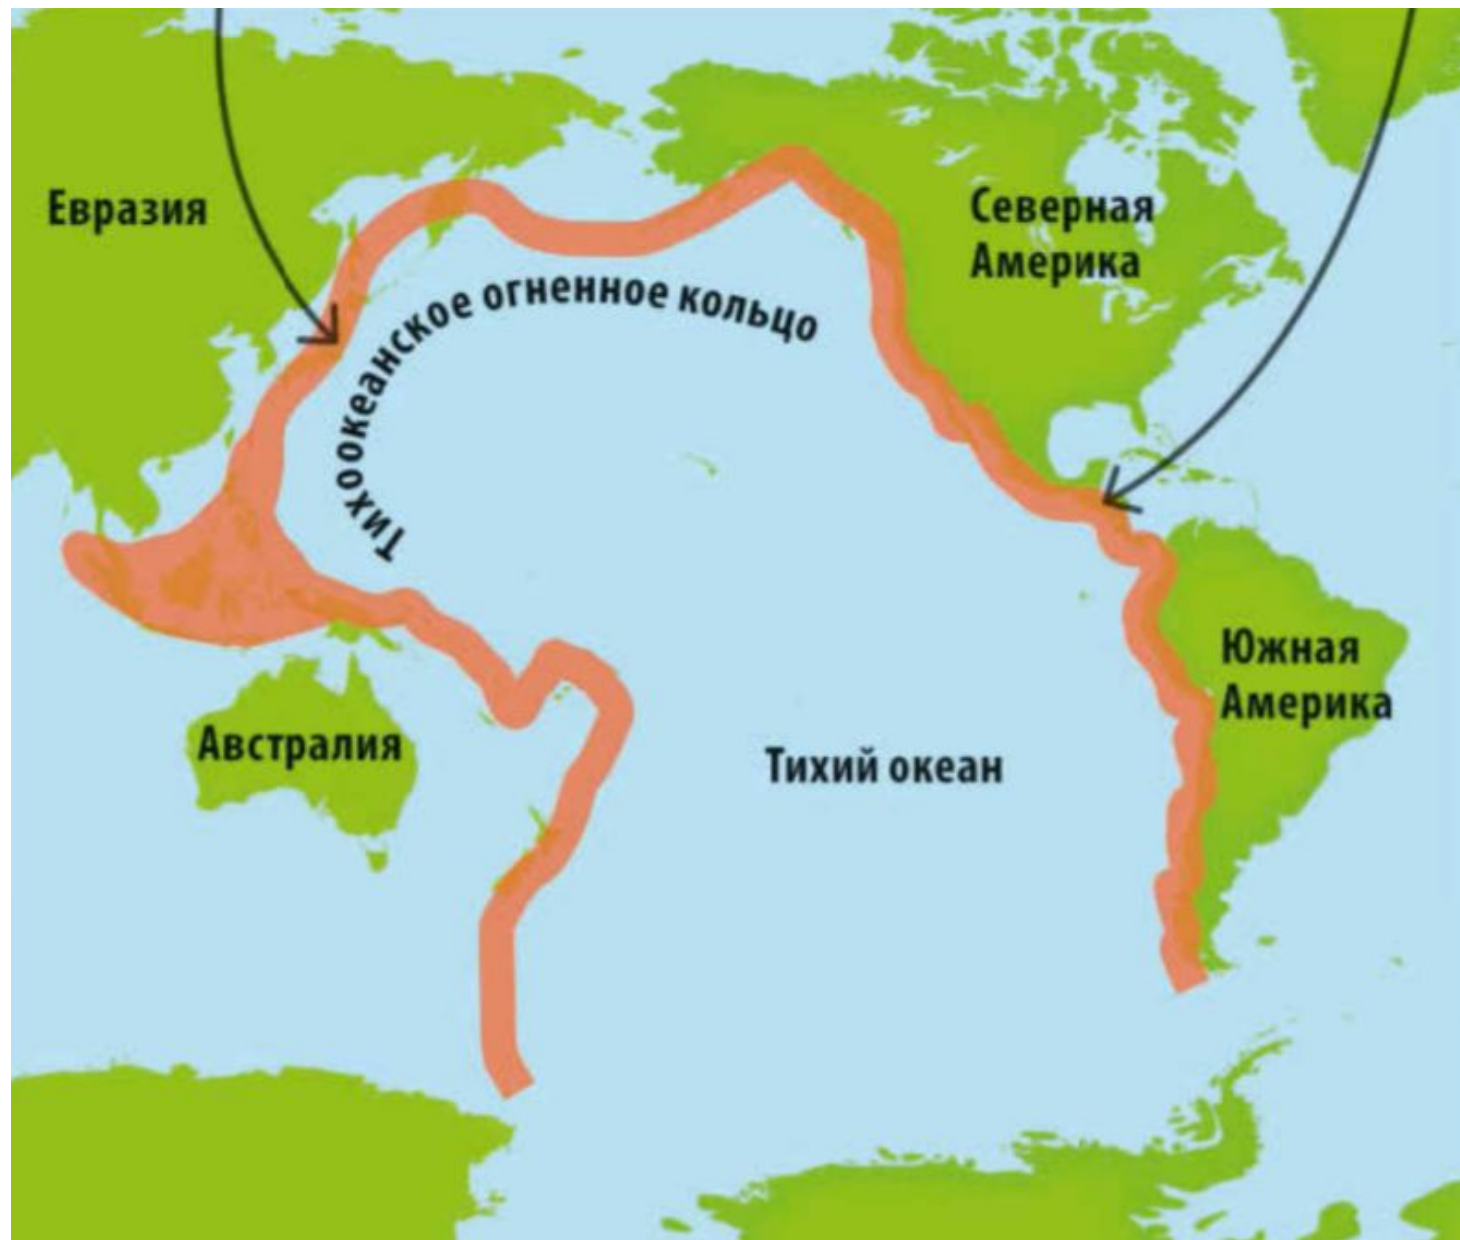 Евразия
Северная
Америка
Тихоокеанское огненное кольцо
Южная
Америка
Австралия
Тихий океан